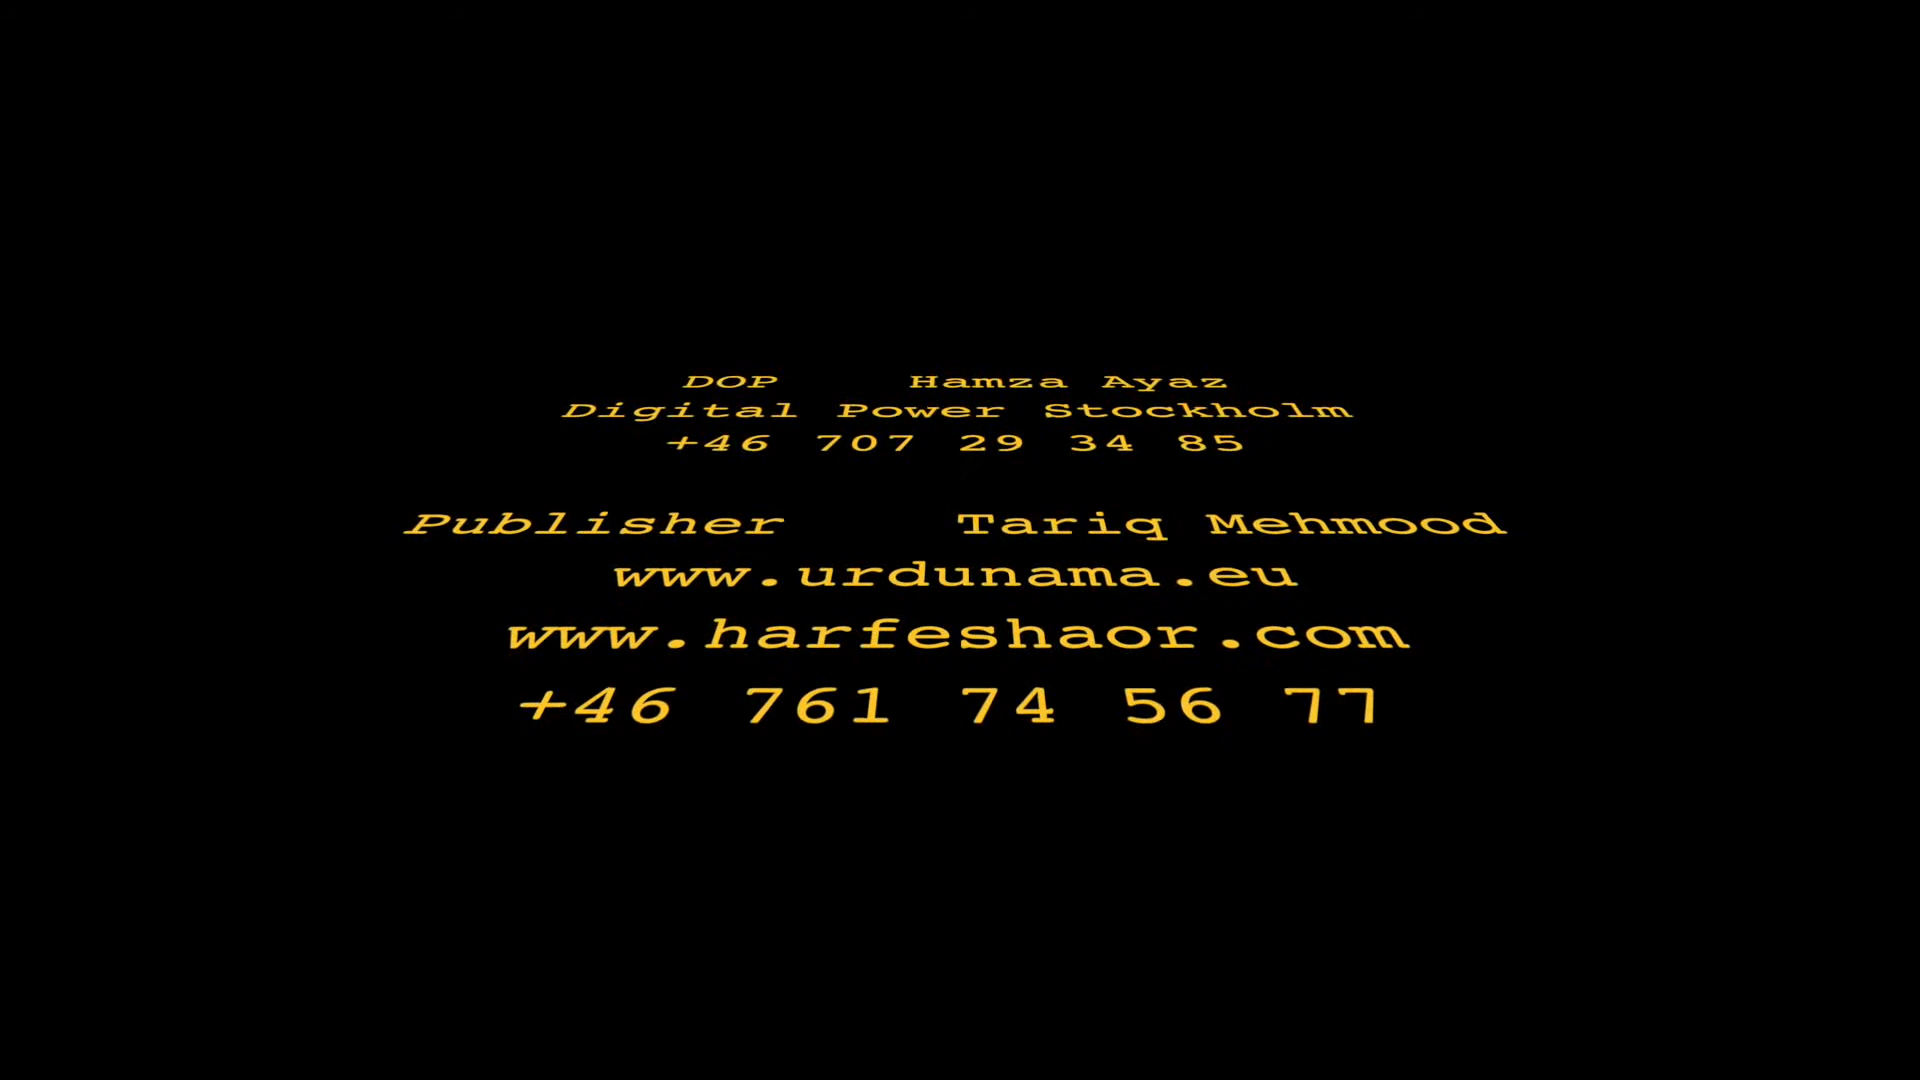 DOP Hamza Ayaz
Digital Power Stockholm
+46 707 29 34 85
Publisher Tariq Mehmood
www.urdunama.eu
www.harfeshaor.com
+46 761 74 56 77